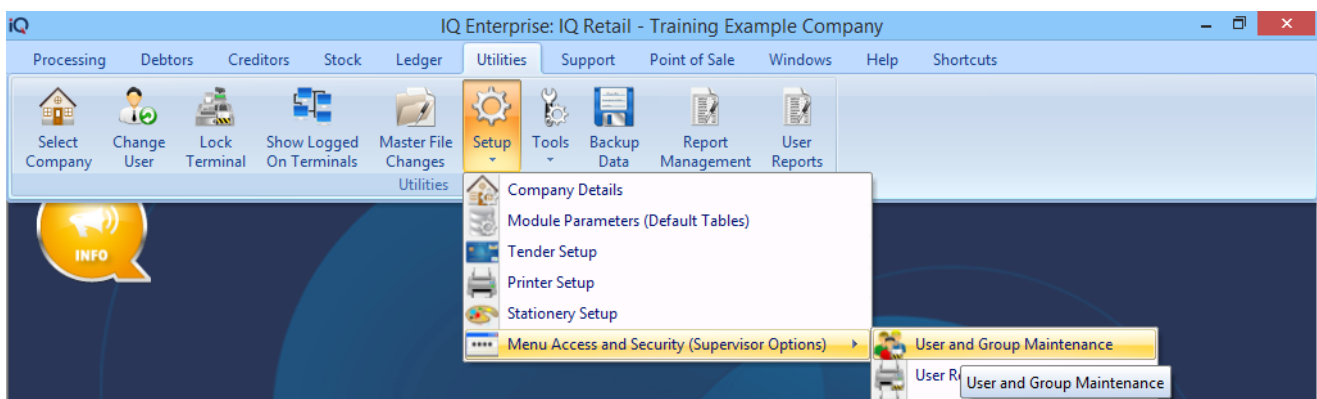 iQ IQ Enterprise: IQ Retail - Training Example Company
Processing Debtors Creditors Stock Ledger Utilities Support Point of Sale Windows Help Shortcuts
Select Company
Change User
Lock Terminal
Show Logged On Terminals
Master File Changes
Setup
Tools
Backup Data
Report Management
User Reports
Utilities
Company Details
Module Parameters (Default Tables)
Tender Setup
Printer Setup
Stationery Setup
Menu Access and Security (Supervisor Options)
User and Group Maintenance
User
User and Group Maintenance
INFO